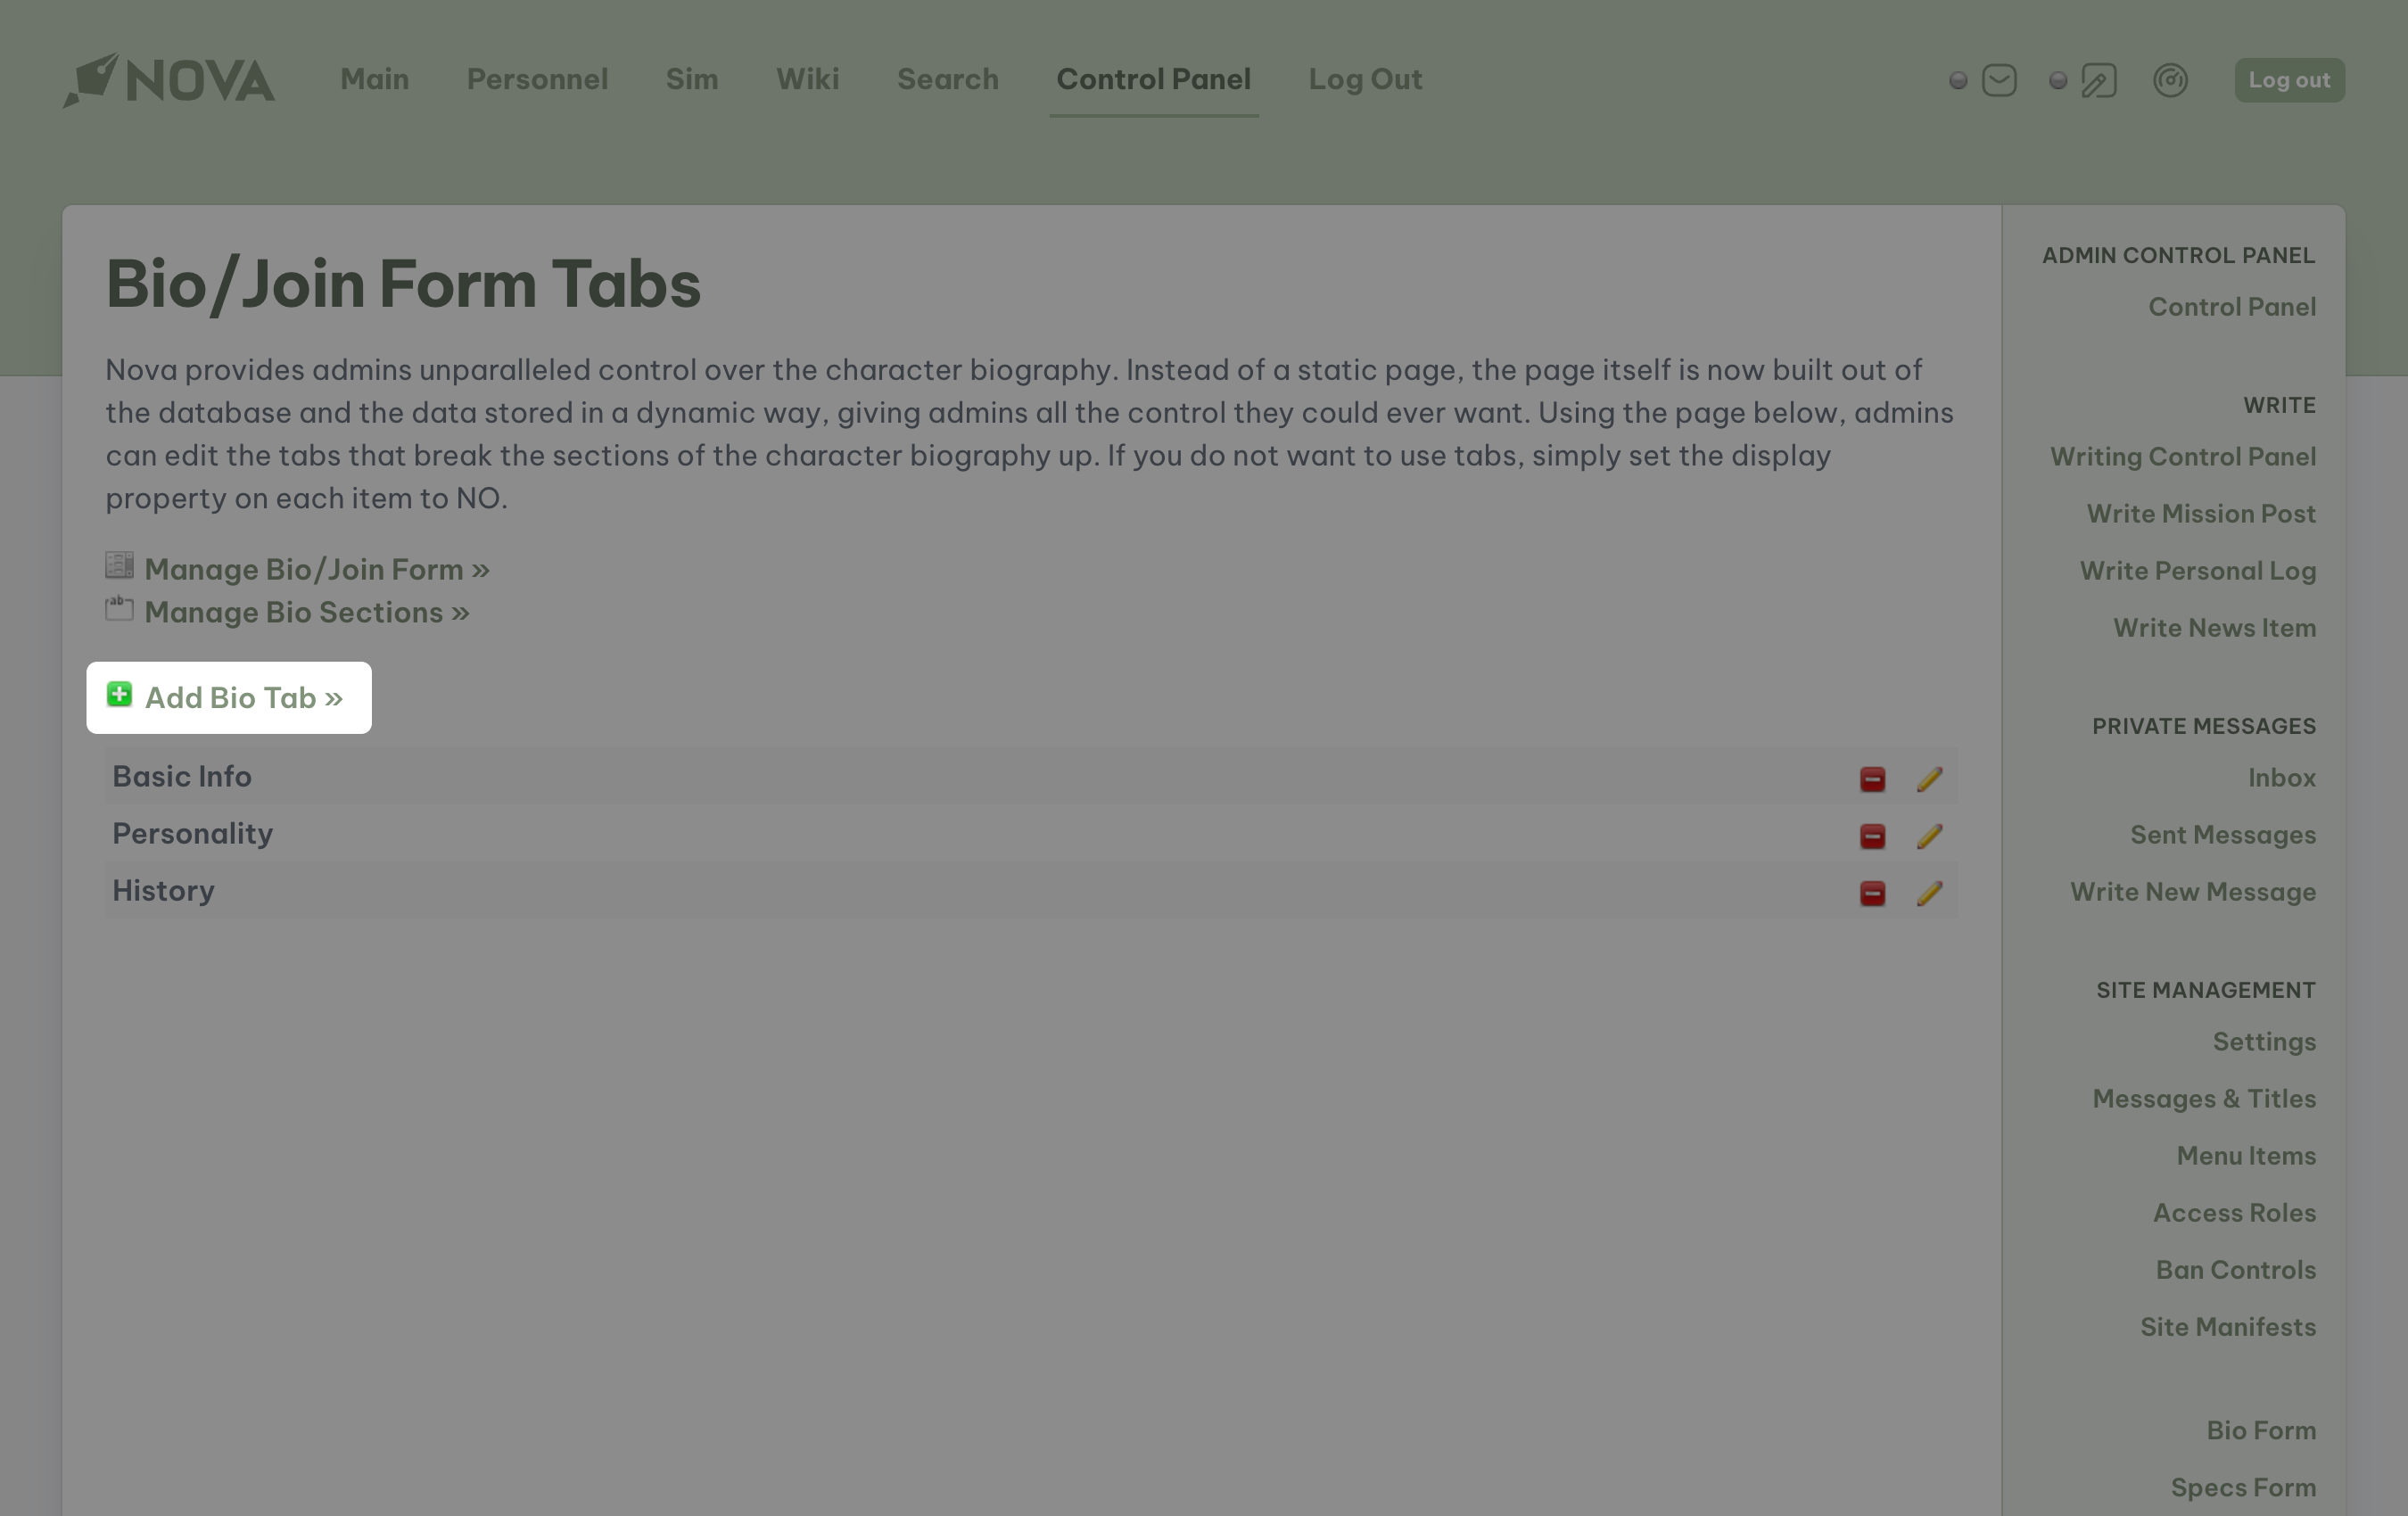 NOVA
Main
Personnel
Sim
Wiki
Search
Control Panel
Log Out
Log out
Bio/Join Form Tabs
Nova provides admins unparalleled control over the character biography. Instead of a static page, the page itself is now built out of
the database and the data stored in a dynamic way, giving admins all the control they could ever want. Using the page below, admins
can edit the tabs that break the sections of the character biography up. If you do not want to use tabs, simply set the display
property on each item to NO.
Manage Bio/Join Form »
ab
Manage Bio Sections »
Add Bio Tab »
Basic Info
Personality
History
ADMIN CONTROL PANEL
Control Panel
WRITE
Writing Control Panel
Write Mission Post
Write Personal Log
Write News Item
PRIVATE MESSAGES
Inbox
Sent Messages
Write New Message
SITE MANAGEMENT
Settings
Messages & Titles
Menu Items
Access Roles
Ban Controls
Site Manifests
Bio Form
Specs Form